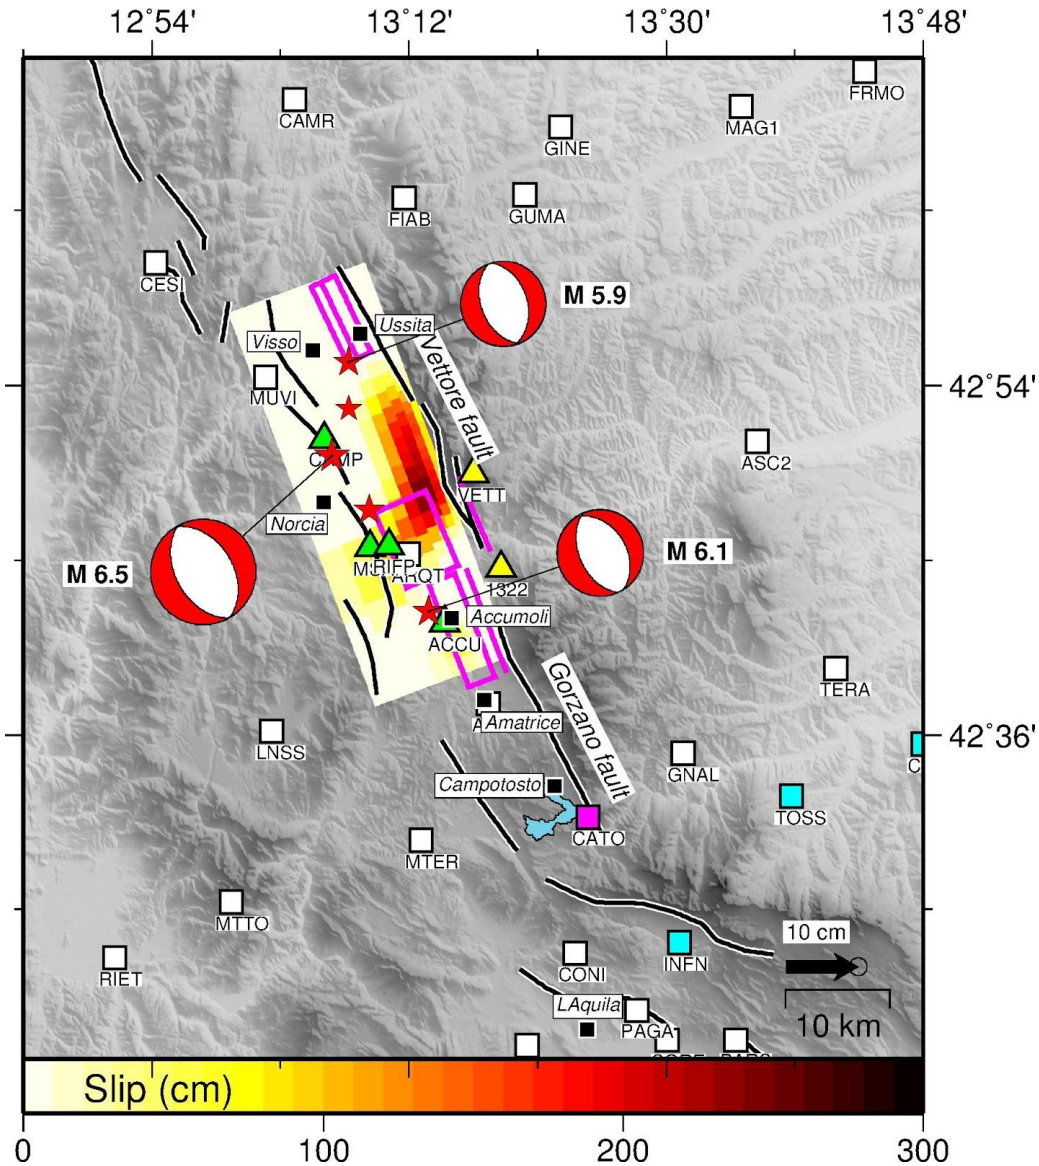 12°54' 13°12' 13°30' 13°48'
FRMO
CAMR
MAG1
GINE
FIAB
GUMA
CESI
M 5.9
Ussita
Visso
Vettore fault
42°54'
MUVI
ASC2
CAMP
VETT
Norcia
M 6.5
M 6.1
RIFP
ARQT
1322
Accumoli
ACCU
Gorzano fault
TERA
Amatrice
LNSS
42°36'
GNAL
Campotosto
TOSS
CATO
MTER
MTTO
10 cm
INFN
CONI
RIET
LAquila
PAGA
10 km
Slip (cm)
0 100 200 300